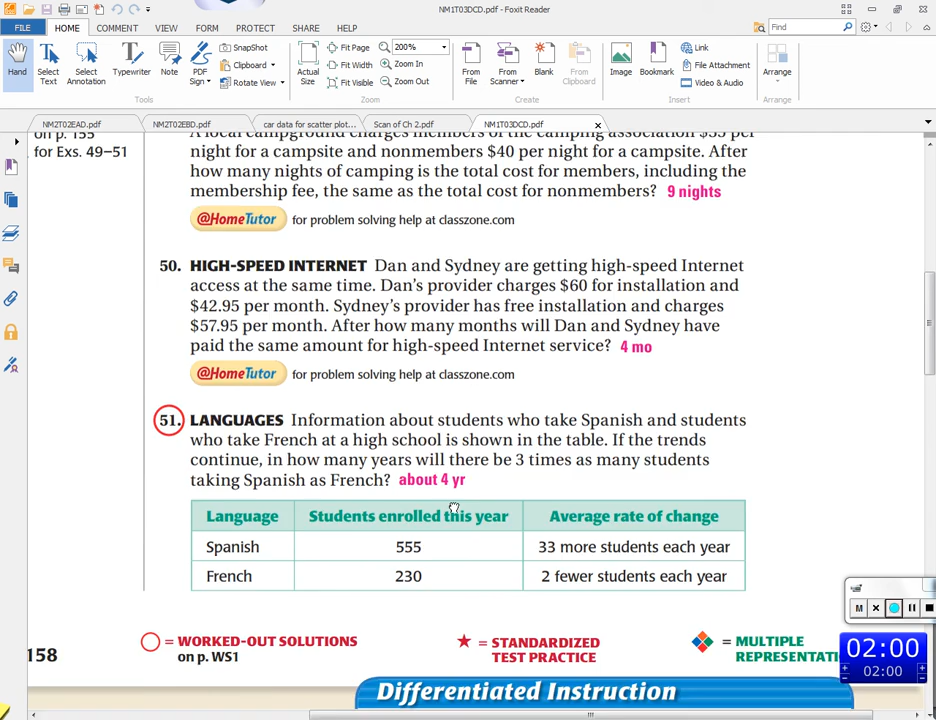 NM1T03DCD.pdf - Foxit Reader
FILE HOME COMMENT VIEW FORM PROTECT SHARE HELP
Find
Hand
Select Text
Select Annotation
Typewriter
Note
PDF Sign
SnapShot
Clipboard
Rotate View
Tools
Actual Size
Fit Page
Fit Width
Fit Visible
200%
Zoom In
Zoom Out
Zoom
From File
From Scanner
Blank
From Clipboard
Create
Image
Bookmark
Link
File Attachment
Video & Audio
Insert
Arrange
Arrange
NM2T02EAD.pdf NM2T02EBD.pdf car data for scatter plot... Scan of Ch 2.pdf NM1T03DCD.pdf
on p. 155
for Exs. 49–51
A local campground charges members of the camping association $35 per
night for a campsite and nonmembers $40 per night for a campsite. After
how many nights of camping is the total cost for members, including the
membership fee, the same as the total cost for nonmembers? 9 nights
@HomeTutor for problem solving help at classzone.com
50. HIGH-SPEED INTERNET Dan and Sydney are getting high-speed Internet
access at the same time. Dan's provider charges $60 for installation and
$42.95 per month. Sydney's provider has free installation and charges
$57.95 per month. After how many months will Dan and Sydney have
paid the same amount for high-speed Internet service? 4 mo
@HomeTutor for problem solving help at classzone.com
51. LANGUAGES Information about students who take Spanish and students
who take French at a high school is shown in the table. If the trends
continue, in how many years will there be 3 times as many students
taking Spanish as French? about 4 yr
Language Students enrolled this year Average rate of change
Spanish 555 33 more students each year
French 230 2 fewer students each year
M
02:00
02:00
158
= WORKED-OUT SOLUTIONS
on p. WS1
= STANDARDIZED
TEST PRACTICE
= MULTIPLE
REPRESENTATI
Differentiated Instruction